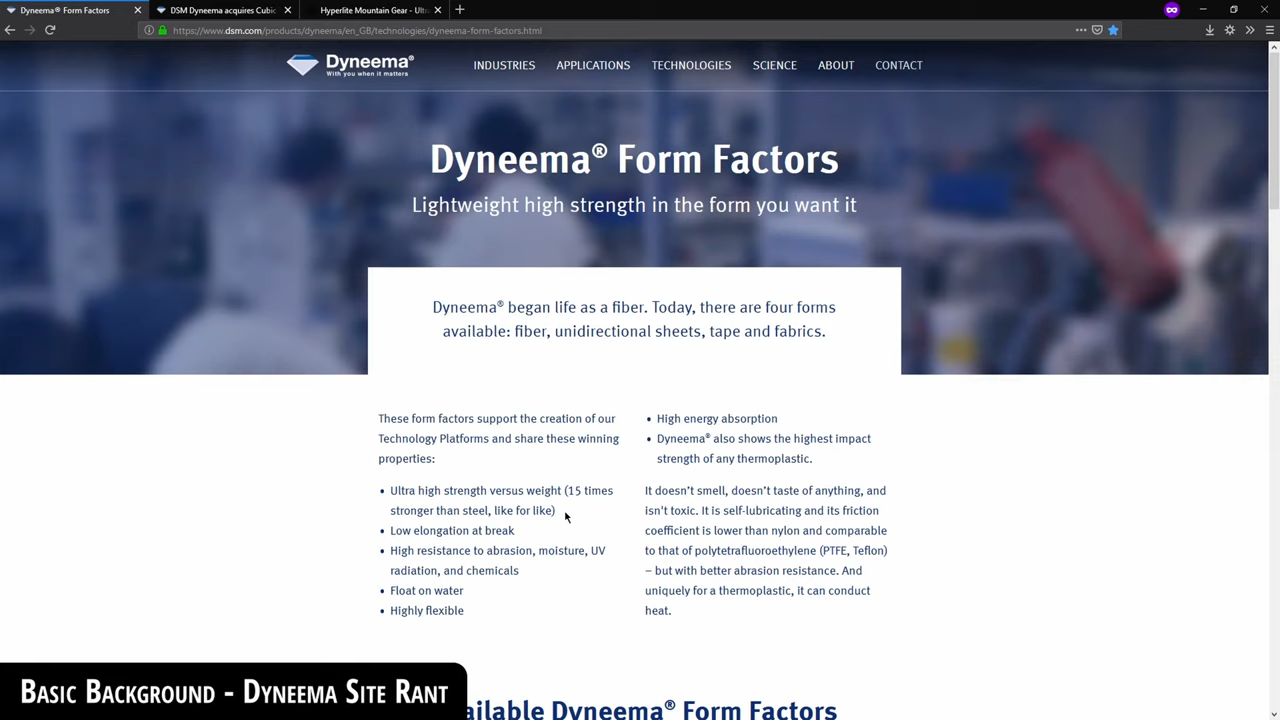 Dyneema® Form Factors
DSM Dyneema acquires Cubic
Hyperlite Mountain Gear - Ultra
https://www.dsm.com/products/dyneema/en_GB/technologies/dyneema-form-factors.html
Dyneema®
With you when it matters
INDUSTRIES APPLICATIONS TECHNOLOGIES SCIENCE ABOUT CONTACT
Dyneema® Form Factors
Lightweight high strength in the form you want it
Dyneema® began life as a fiber. Today, there are four forms
available: fiber, unidirectional sheets, tape and fabrics.
These form factors support the creation of our
Technology Platforms and share these winning
properties:
• Ultra high strength versus weight (15 times
stronger than steel, like for like)
• Low elongation at break
• High resistance to abrasion, moisture, UV
radiation, and chemicals
• Float on water
• Highly flexible
• High energy absorption
• Dyneema® also shows the highest impact
strength of any thermoplastic.
It doesn't smell, doesn't taste of anything, and
isn't toxic. It is self-lubricating and its friction
coefficient is lower than nylon and comparable
to that of polytetrafluoroethylene (PTFE, Teflon)
– but with better abrasion resistance. And
uniquely for a thermoplastic, it can conduct
heat.
ailable Dyneema® Form Factors
Basic Background - Dyneema Site Rant